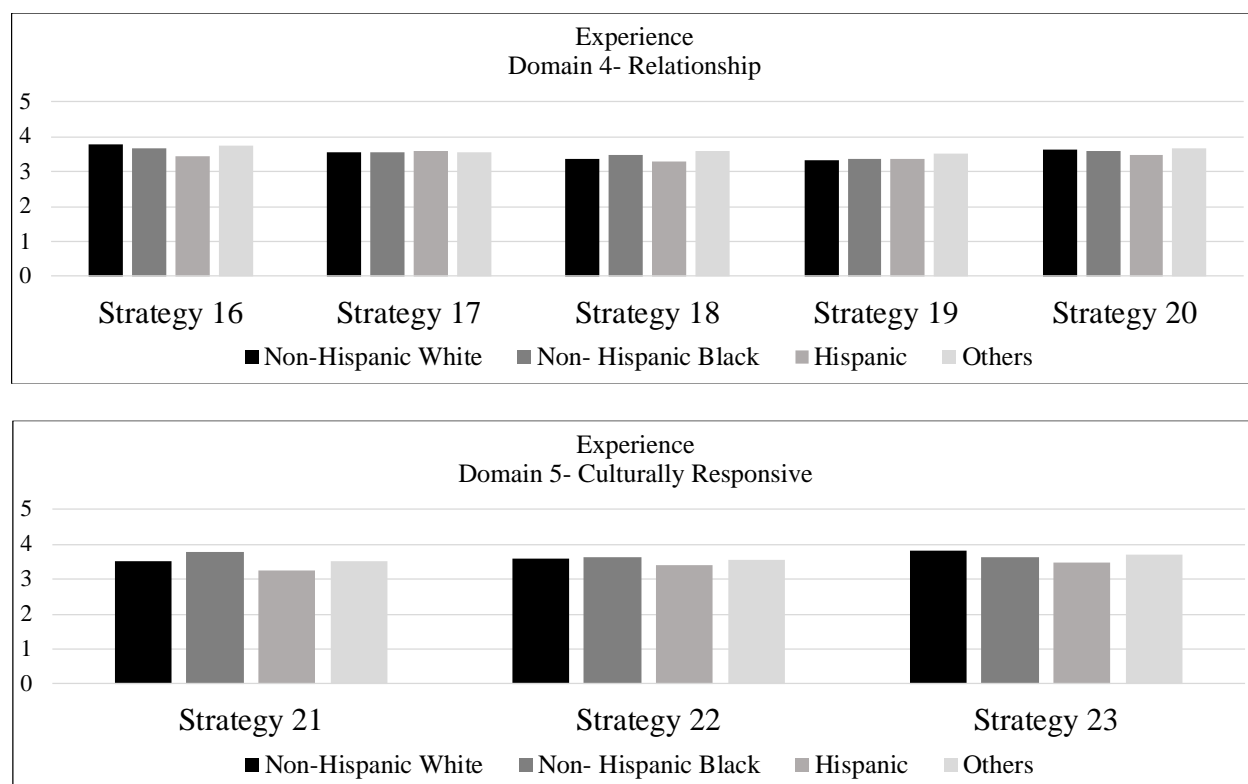 Experience
Domain 4- Relationship
5
4
3
2
1
0
Strategy 16 Strategy 17 Strategy 18 Strategy 19 Strategy 20
Non-Hispanic White Non- Hispanic Black Hispanic Others
Experience
Domain 5- Culturally Responsive
5
4
3
2
1
0
Strategy 21 Strategy 22 Strategy 23
Non-Hispanic White Non- Hispanic Black Hispanic Others